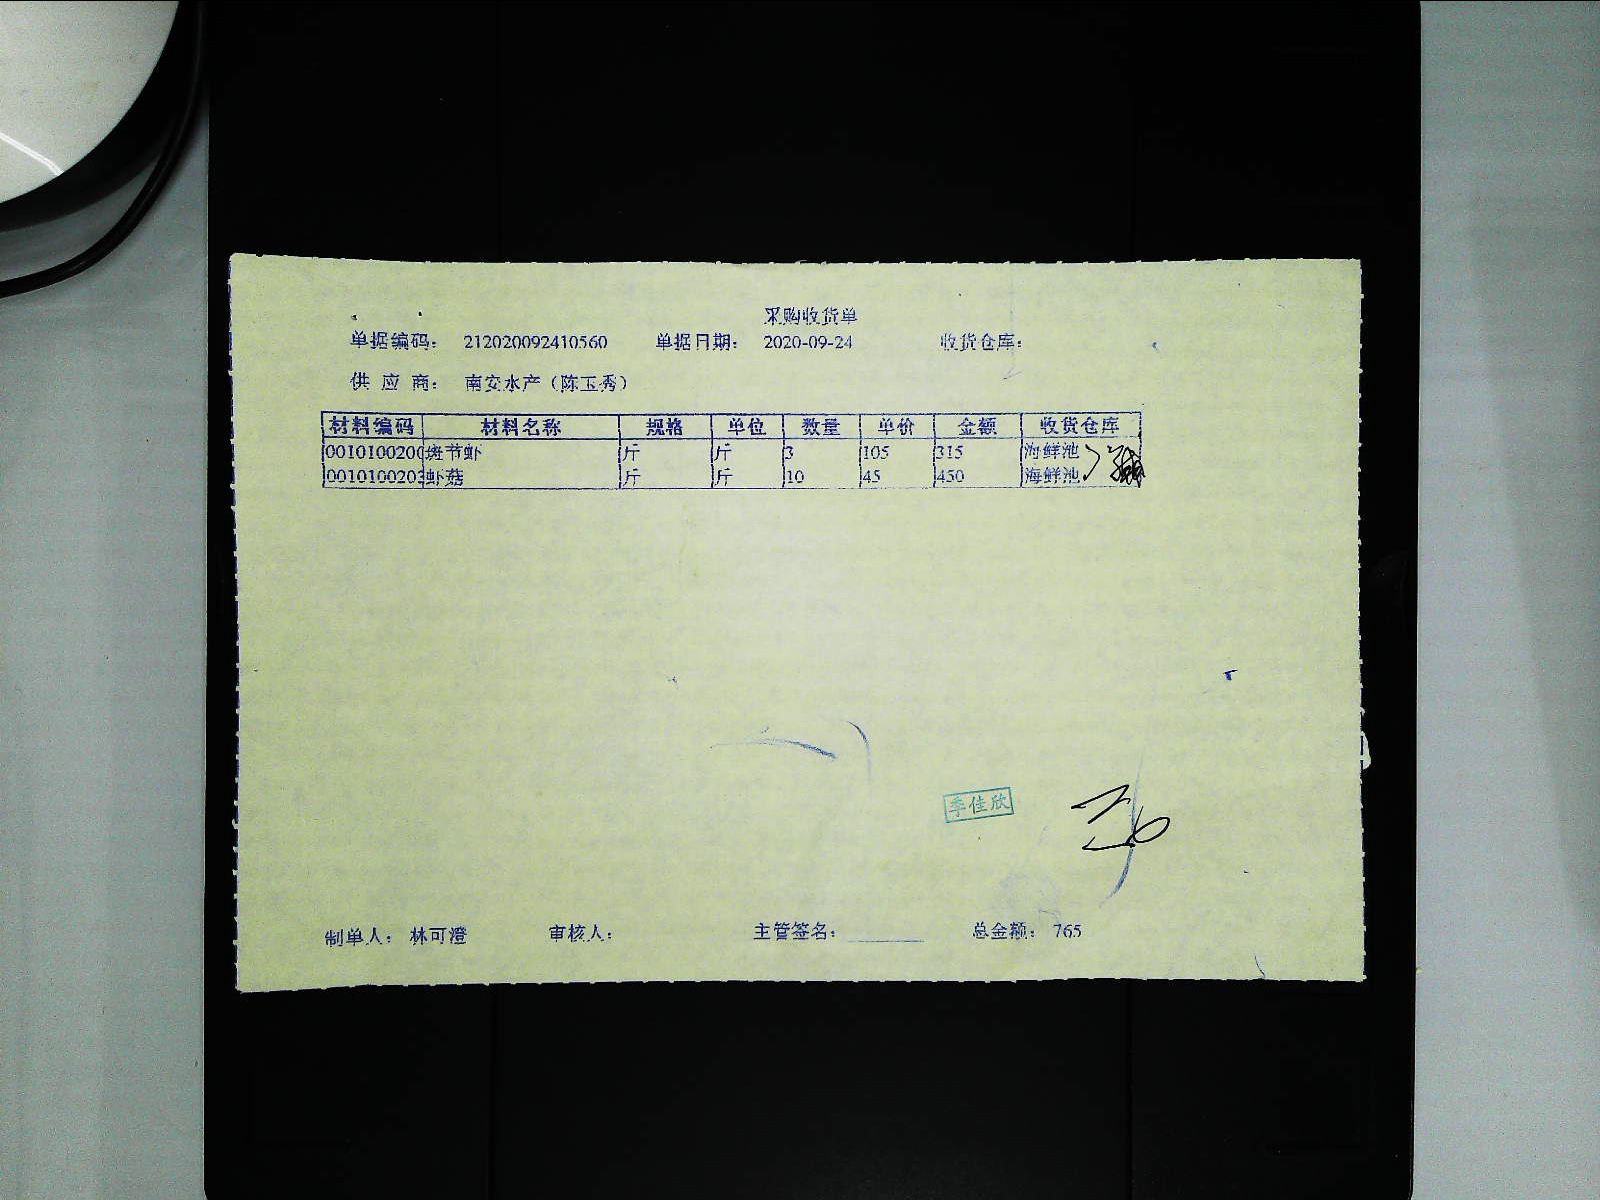 采购收货单
单据编码： 212020092410560 单据日期： 2020-09-24 收货仓库：
供 应 商： 南安水产（陈玉秀）
材料编码 材料名称 规格 单位 数量 单价 金额 收货仓库
0010100200 斑节虾 斤 斤 3 105 315 海鲜池
0010100203 虾菇 斤 斤 10 45 450 海鲜池
季佳欣
制单人： 林可澄 审核人： 主管签名： 总金额： 765